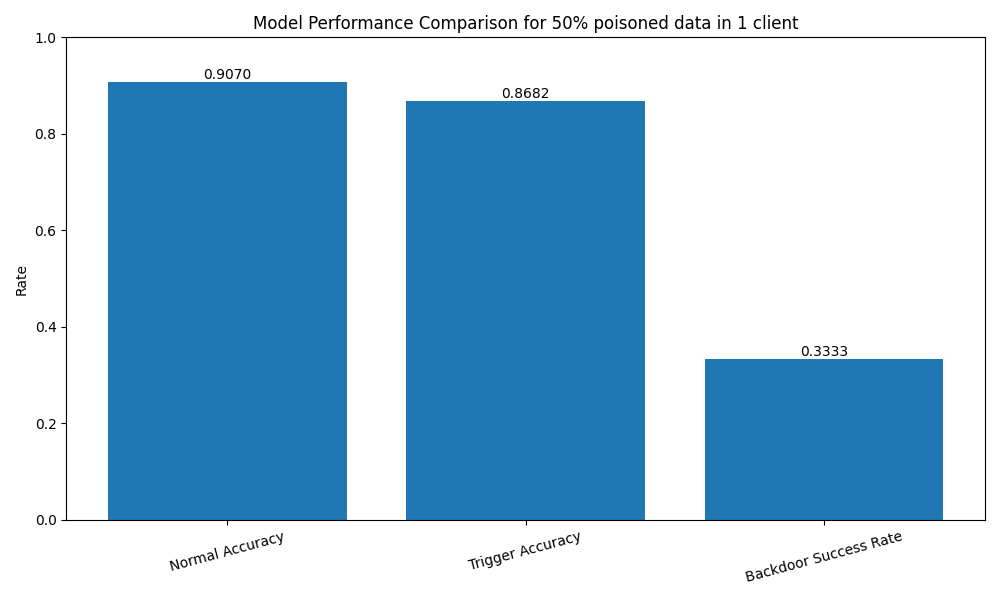 Model Performance Comparison for 50% poisoned data in 1 client
1.0
0.8
0.6
0.4
0.2
0.0
Rate
0.9070
0.8682
0.3333
Normal Accuracy
Trigger Accuracy
Backdoor Success Rate